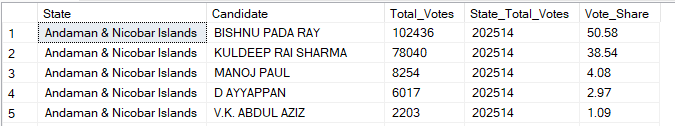 State Candidate Total_Votes State_Total_Votes Vote_Share
1 Andaman & Nicobar Islands BISHNU PADA RAY 102436 202514 50.58
2 Andaman & Nicobar Islands KULDEEP RAI SHARMA 78040 202514 38.54
3 Andaman & Nicobar Islands MANOJ PAUL 8254 202514 4.08
4 Andaman & Nicobar Islands D AYYAPPAN 6017 202514 2.97
5 Andaman & Nicobar Islands V.K. ABDUL AZIZ 2203 202514 1.09